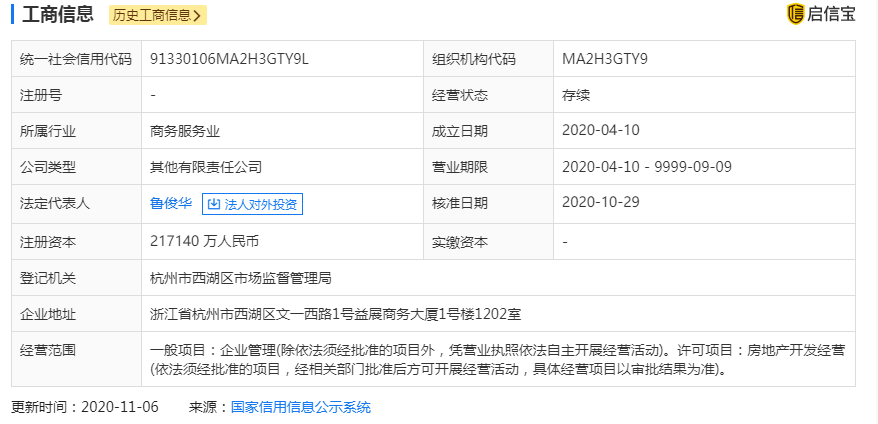 工商信息 历史工商信息 启信宝
统一社会信用代码 91330106MA2H3GTY9L 组织机构代码 MA2H3GTY9
注册号 - 经营状态 存续
所属行业 商务服务业 成立日期 2020-04-10
公司类型 其他有限责任公司 营业期限 2020-04-10 - 9999-09-09
法定代表人 鲁俊华 法人对外投资 核准日期 2020-10-29
注册资本 217140 万人民币 实缴资本 -
登记机关 杭州市西湖区市场监督管理局
企业地址 浙江省杭州市西湖区文一西路1号益展商务大厦1号楼1202室
经营范围 一般项目：企业管理(除依法须经批准的项目外，凭营业执照依法自主开展经营活动)。许可项目：房地产开发经营
(依法须经批准的项目，经相关部门批准后方可开展经营活动，具体经营项目以审批结果为准)。
更新时间：2020-11-06 来源：国家信用信息公示系统